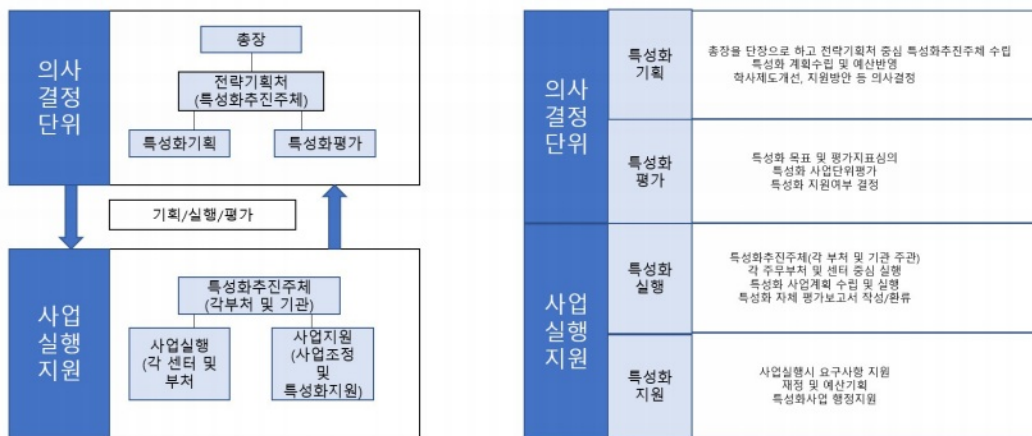 의사
결정
단위
총장
전략기획처
(특성화추진주체)
특성화기획
특성화평가
기획/실행/평가
사업
실행
지원
특성화추진주체
(각부처 및 기관)
사업실행
(각 센터 및
부처
사업지원
(사업조정
및
특성화지원)
의사
결정
단위
특성화
기획
총장을 단장으로 하고 전략기획처 중심 특성화추진주체 수립
특성화 계획수립 및 예산반영
학사제도개선, 지원방안 등 의사결정
특성화
평가
특성화 목표 및 평가지표심의
특성화 사업단위평가
특성화 지원여부 결정
사업
실행
지원
특성화
실행
특성화추진주체(각 부처 및 기관 주관)
각 주무부처 및 센터 중심 실행
특성화 사업계획 수립 및 실행
특성화 자체 평가보고서 작성/환류
특성화
지원
사업실행시 요구사항 지원
재정 및 예산기획
특성화사업 행정지원